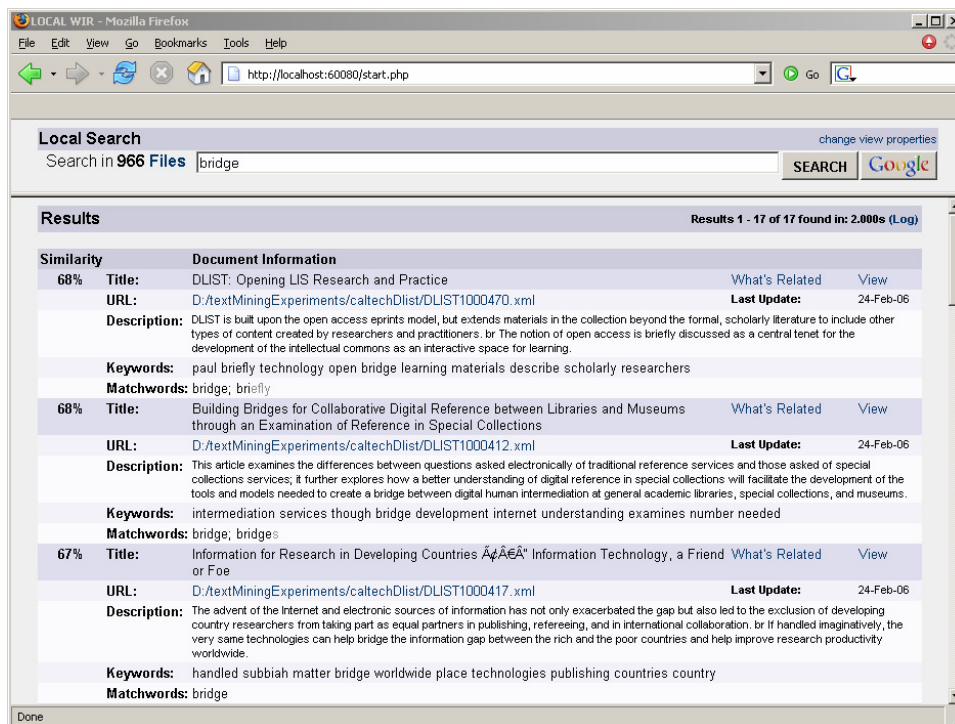 LOCAL WIR - Mozilla Firefox
File Edit View Go Bookmarks Tools Help
http://localhost:60080/start.php Go G
Local Search change view properties
Search in 966 Files bridge SEARCH Google
Results Results 1 - 17 of 17 found in: 2.000s (Log)
Similarity Document Information
68% Title: DLIST: Opening LIS Research and Practice What's Related View
URL: D:/textMiningExperiments/caltechDlist/DLIST1000470.xml Last Update: 24-Feb-06
Description: DLIST is built upon the open access eprints model, but extends materials in the collection beyond the formal, scholarly literature to include other
types of content created by researchers and practitioners. br The notion of open access is briefly discussed as a central tenet for the
development of the intellectual commons as an interactive space for learning.
Keywords: paul briefly technology open bridge learning materials describe scholarly researchers
Matchwords: bridge; briefly
68% Title: Building Bridges for Collaborative Digital Reference between Libraries and Museums What's Related View
through an Examination of Reference in Special Collections
URL: D:/textMiningExperiments/caltechDlist/DLIST1000412.xml Last Update: 24-Feb-06
Description: This article examines the differences between questions asked electronically of traditional reference services and those asked of special
collections services; it further explores how a better understanding of digital reference in special collections will facilitate the development of the
tools and models needed to create a bridge between digital human intermediation at general academic libraries, special collections, and museums.
Keywords: intermediation services though bridge development internet understanding examines number needed
Matchwords: bridge; bridges
67% Title: Information for Research in Developing Countries Ã¢Â€Â" Information Technology, a Friend What's Related View
or Foe
URL: D:/textMiningExperiments/caltechDlist/DLIST1000417.xml Last Update: 24-Feb-06
Description: The advent of the Internet and electronic sources of information has not only exacerbated the gap but also led to the exclusion of developing
country researchers from taking part as equal partners in publishing, refereeing, and in international collaboration. br If handled imaginatively, the
very same technologies can help bridge the information gap between the rich and the poor countries and help improve research productivity
worldwide.
Keywords: handled subbiah matter bridge worldwide place technologies publishing countries country
Matchwords: bridge
Done